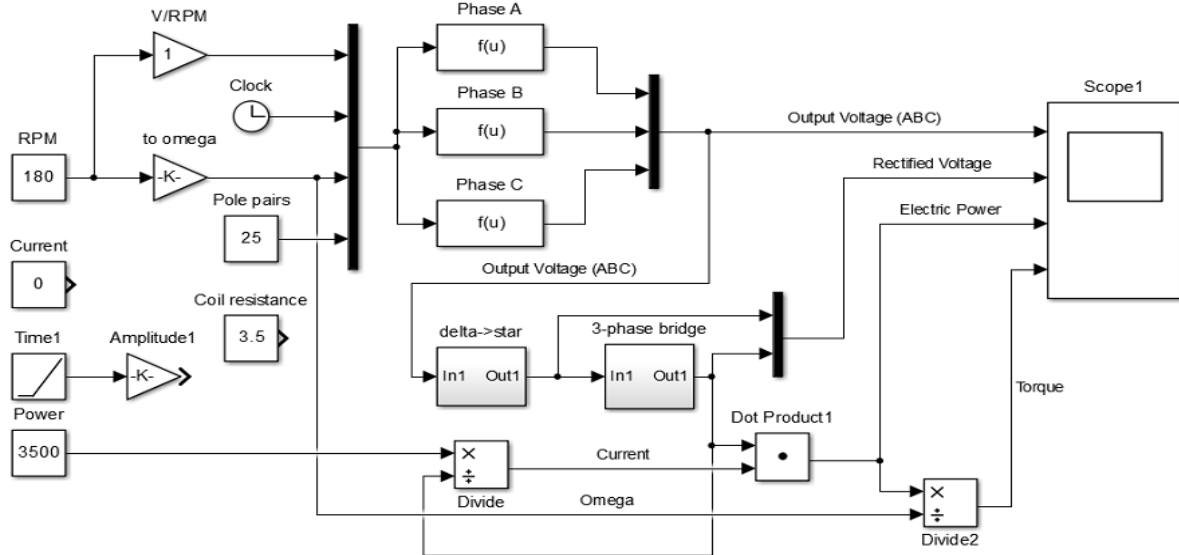 V/RPM
1
Clock
RPM
180
to omega
-K-
Pole pairs
25
Current
0
Coil resistance
3.5
Time1
Amplitude1
-K-
Power
3500
Phase A
f(u)
Phase B
f(u)
Phase C
f(u)
Output Voltage (ABC)
Rectified Voltage
Electric Power
Scope1
Output Voltage (ABC)
delta->star
In1 Out1
3-phase bridge
In1 Out1
Torque
Dot Product1
×
÷
Divide
Current
Omega
×
÷
Divide2